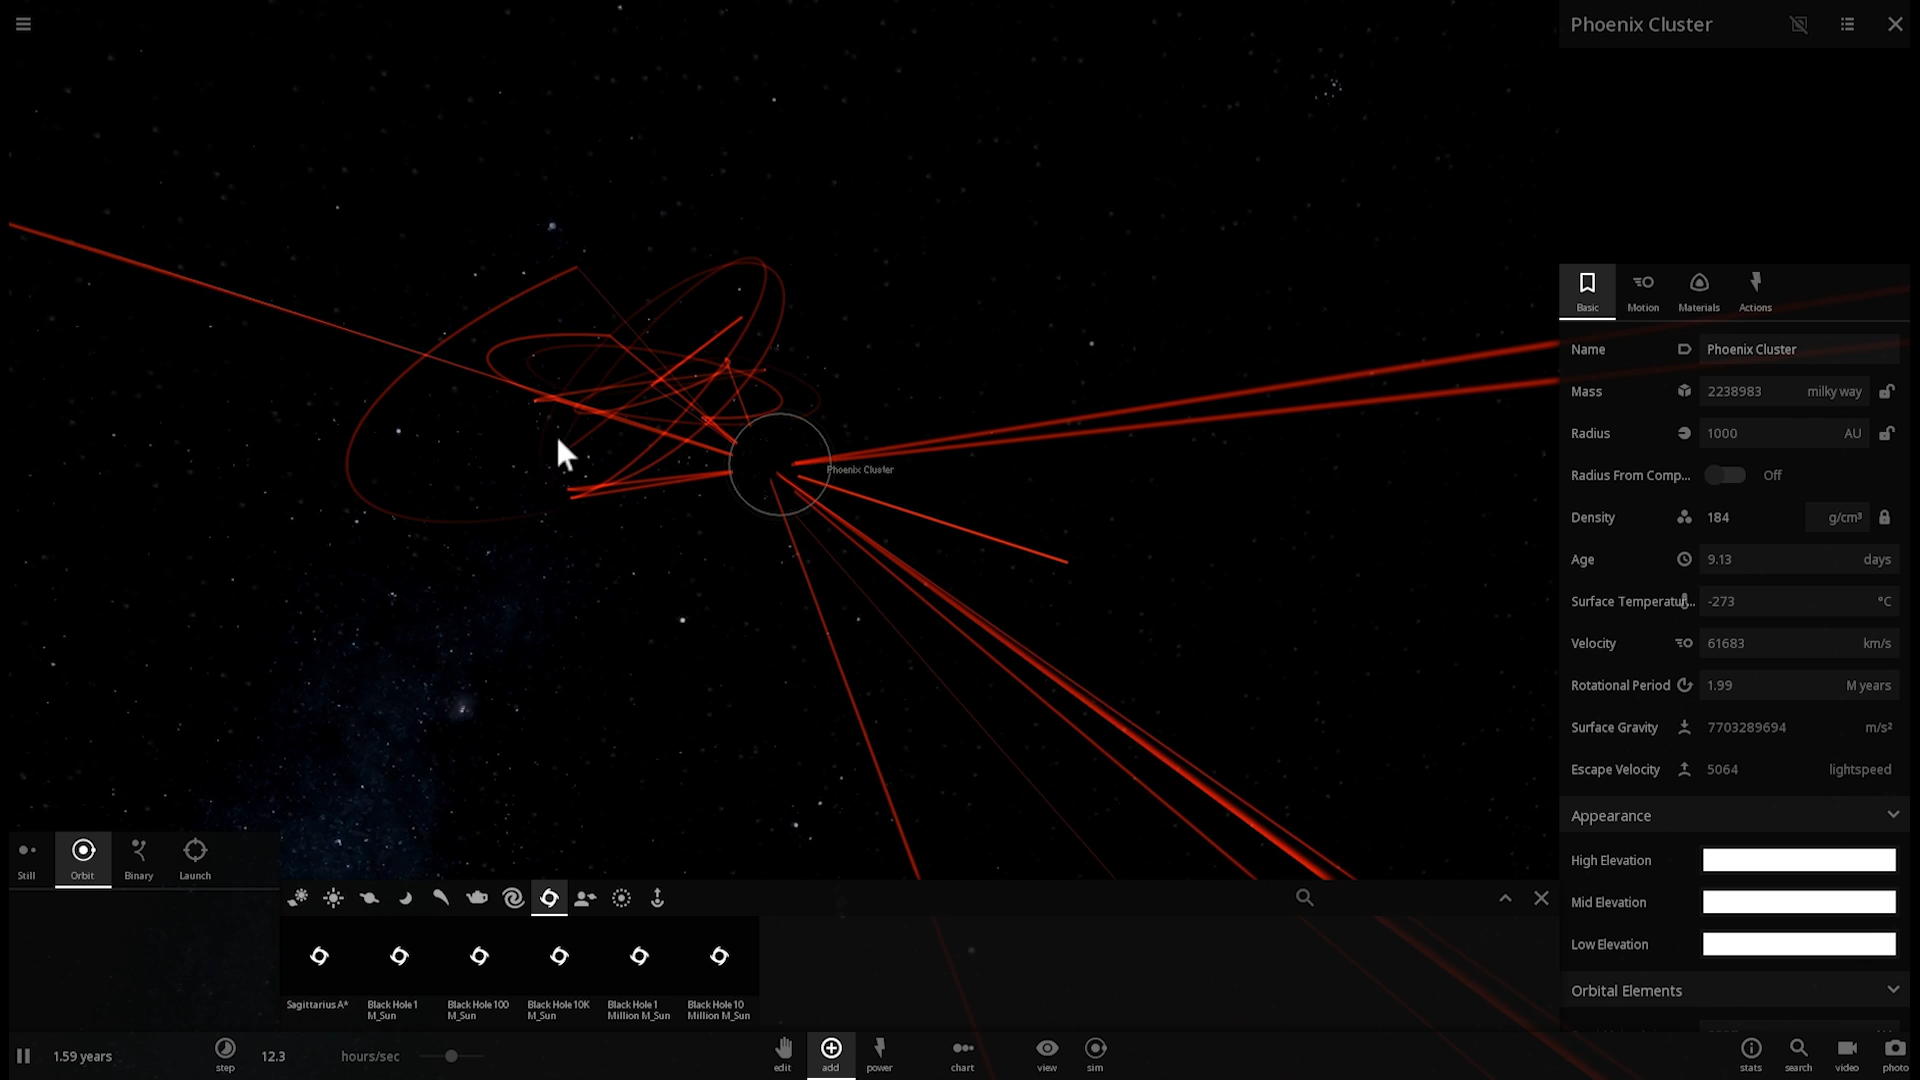 Phoenix Cluster
Basic
Motion
Materials
Actions
Name
Phoenix Cluster
Mass
2238983
milky way
Radius
1000
AU
Radius From Comp...
Off
Density
184
g/cm³
Age
9.13
days
Surface Temperatur...
-273
°C
Velocity
61683
km/s
Rotational Period
1.99
M years
Surface Gravity
7703289694
m/s²
Escape Velocity
5064
lightspeed
Appearance
High Elevation
Mid Elevation
Low Elevation
Orbital Elements
Phoenix Cluster
Still
Orbit
Binary
Launch
Sagittarius A*
Black Hole 1
M_Sun
Black Hole 100
M_Sun
Black Hole 10K
M_Sun
Black Hole 1
Million M_Sun
Black Hole 10
Million M_Sun
1.59 years
step
12.3
hours/sec
edit
add
power
chart
view
sim
stats
search
video
photo